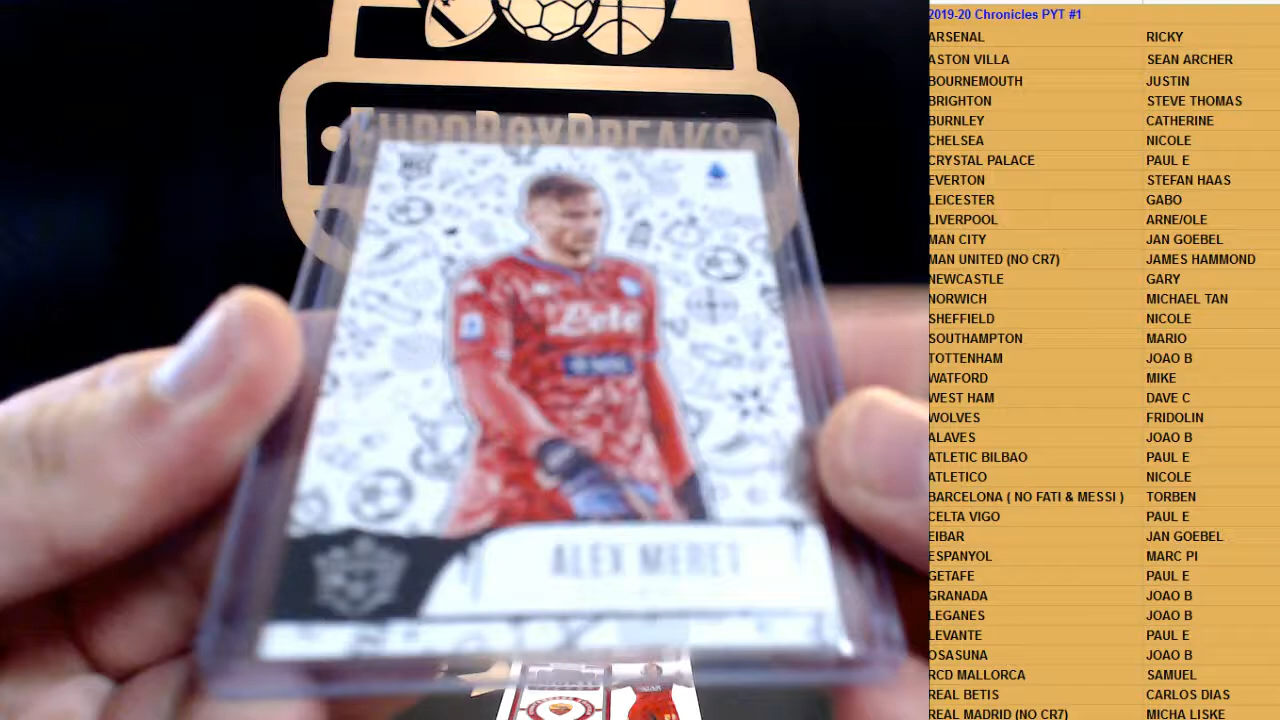 EUROBOXBREAKS
RC
Lete
MSC
ALEX MERET
2019-20 Chronicles PYT #1
ARSENAL RICKY
ASTON VILLA SEAN ARCHER
BOURNEMOUTH JUSTIN
BRIGHTON STEVE THOMAS
BURNLEY CATHERINE
CHELSEA NICOLE
CRYSTAL PALACE PAUL E
EVERTON STEFAN HAAS
LEICESTER GABO
LIVERPOOL ARNE/OLE
MAN CITY JAN GOEBEL
MAN UNITED (NO CR7) JAMES HAMMOND
NEWCASTLE GARY
NORWICH MICHAEL TAN
SHEFFIELD NICOLE
SOUTHAMPTON MARIO
TOTTENHAM JOAO B
WATFORD MIKE
WEST HAM DAVE C
WOLVES FRIDOLIN
ALAVES JOAO B
ATLETIC BILBAO PAUL E
ATLETICO NICOLE
BARCELONA ( NO FATI & MESSI ) TORBEN
CELTA VIGO PAUL E
EIBAR JAN GOEBEL
ESPANYOL MARC PI
GETAFE PAUL E
GRANADA JOAO B
LEGANES JOAO B
LEVANTE PAUL E
OSASUNA JOAO B
RCD MALLORCA SAMUEL
REAL BETIS CARLOS DIAS
REAL MADRID (NO CR7) MICHA LISKE